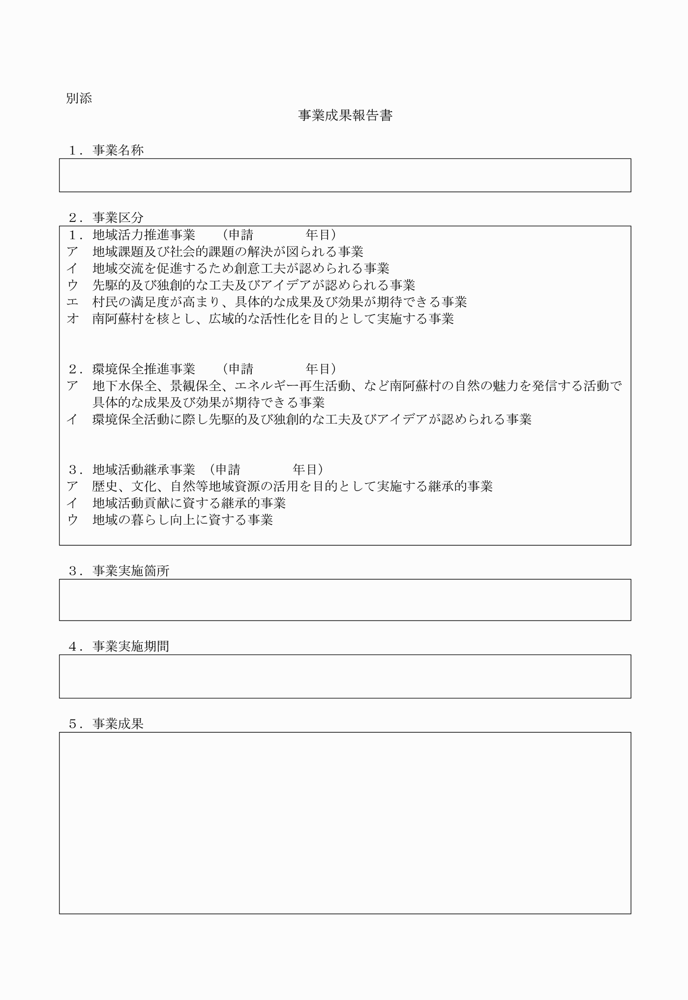 別添
事業成果報告書
１．事業名称
２．事業区分
１．地域活力推進事業　　（申請　　　　年目）
ア　地域課題及び社会的課題の解決が図られる事業
イ　地域交流を促進するため創意工夫が認められる事業
ウ　先駆的及び独創的な工夫及びアイデアが認められる事業
エ　村民の満足度が高まり、具体的な成果及び効果が期待できる事業
オ　南阿蘇村を核とし、広域的な活性化を目的として実施する事業
２．環境保全推進事業　　（申請　　　　年目）
ア　地下水保全、景観保全、エネルギー再生活動、など南阿蘇村の自然の魅力を発信する活動で
具体的な成果及び効果が期待できる事業
イ　環境保全活動に際し先駆的及び独創的な工夫及びアイデアが認められる事業
３．地域活動継承事業　（申請　　　　年目）
ア　歴史、文化、自然等地域資源の活用を目的として実施する継承的事業
イ　地域活動貢献に資する継承的事業
ウ　地域の暮らし向上に資する事業
３．事業実施箇所
４．事業実施期間
５．事業成果